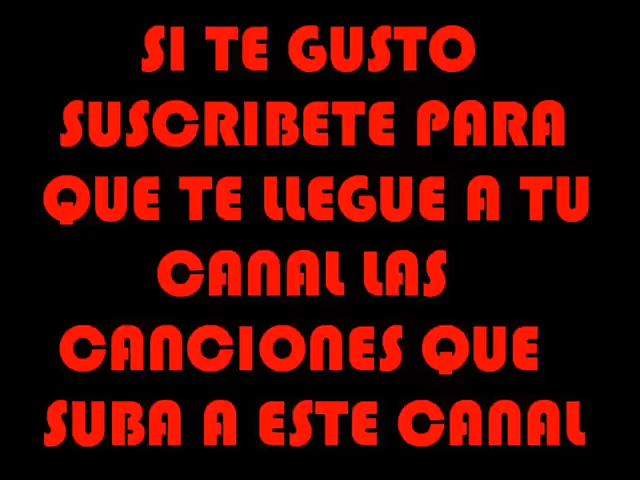 SI TE GUSTO
SUSCRIBETE PARA
QUE TE LLEGUE A TU
CANAL LAS
CANCIONES QUE
SUBA A ESTE CANAL